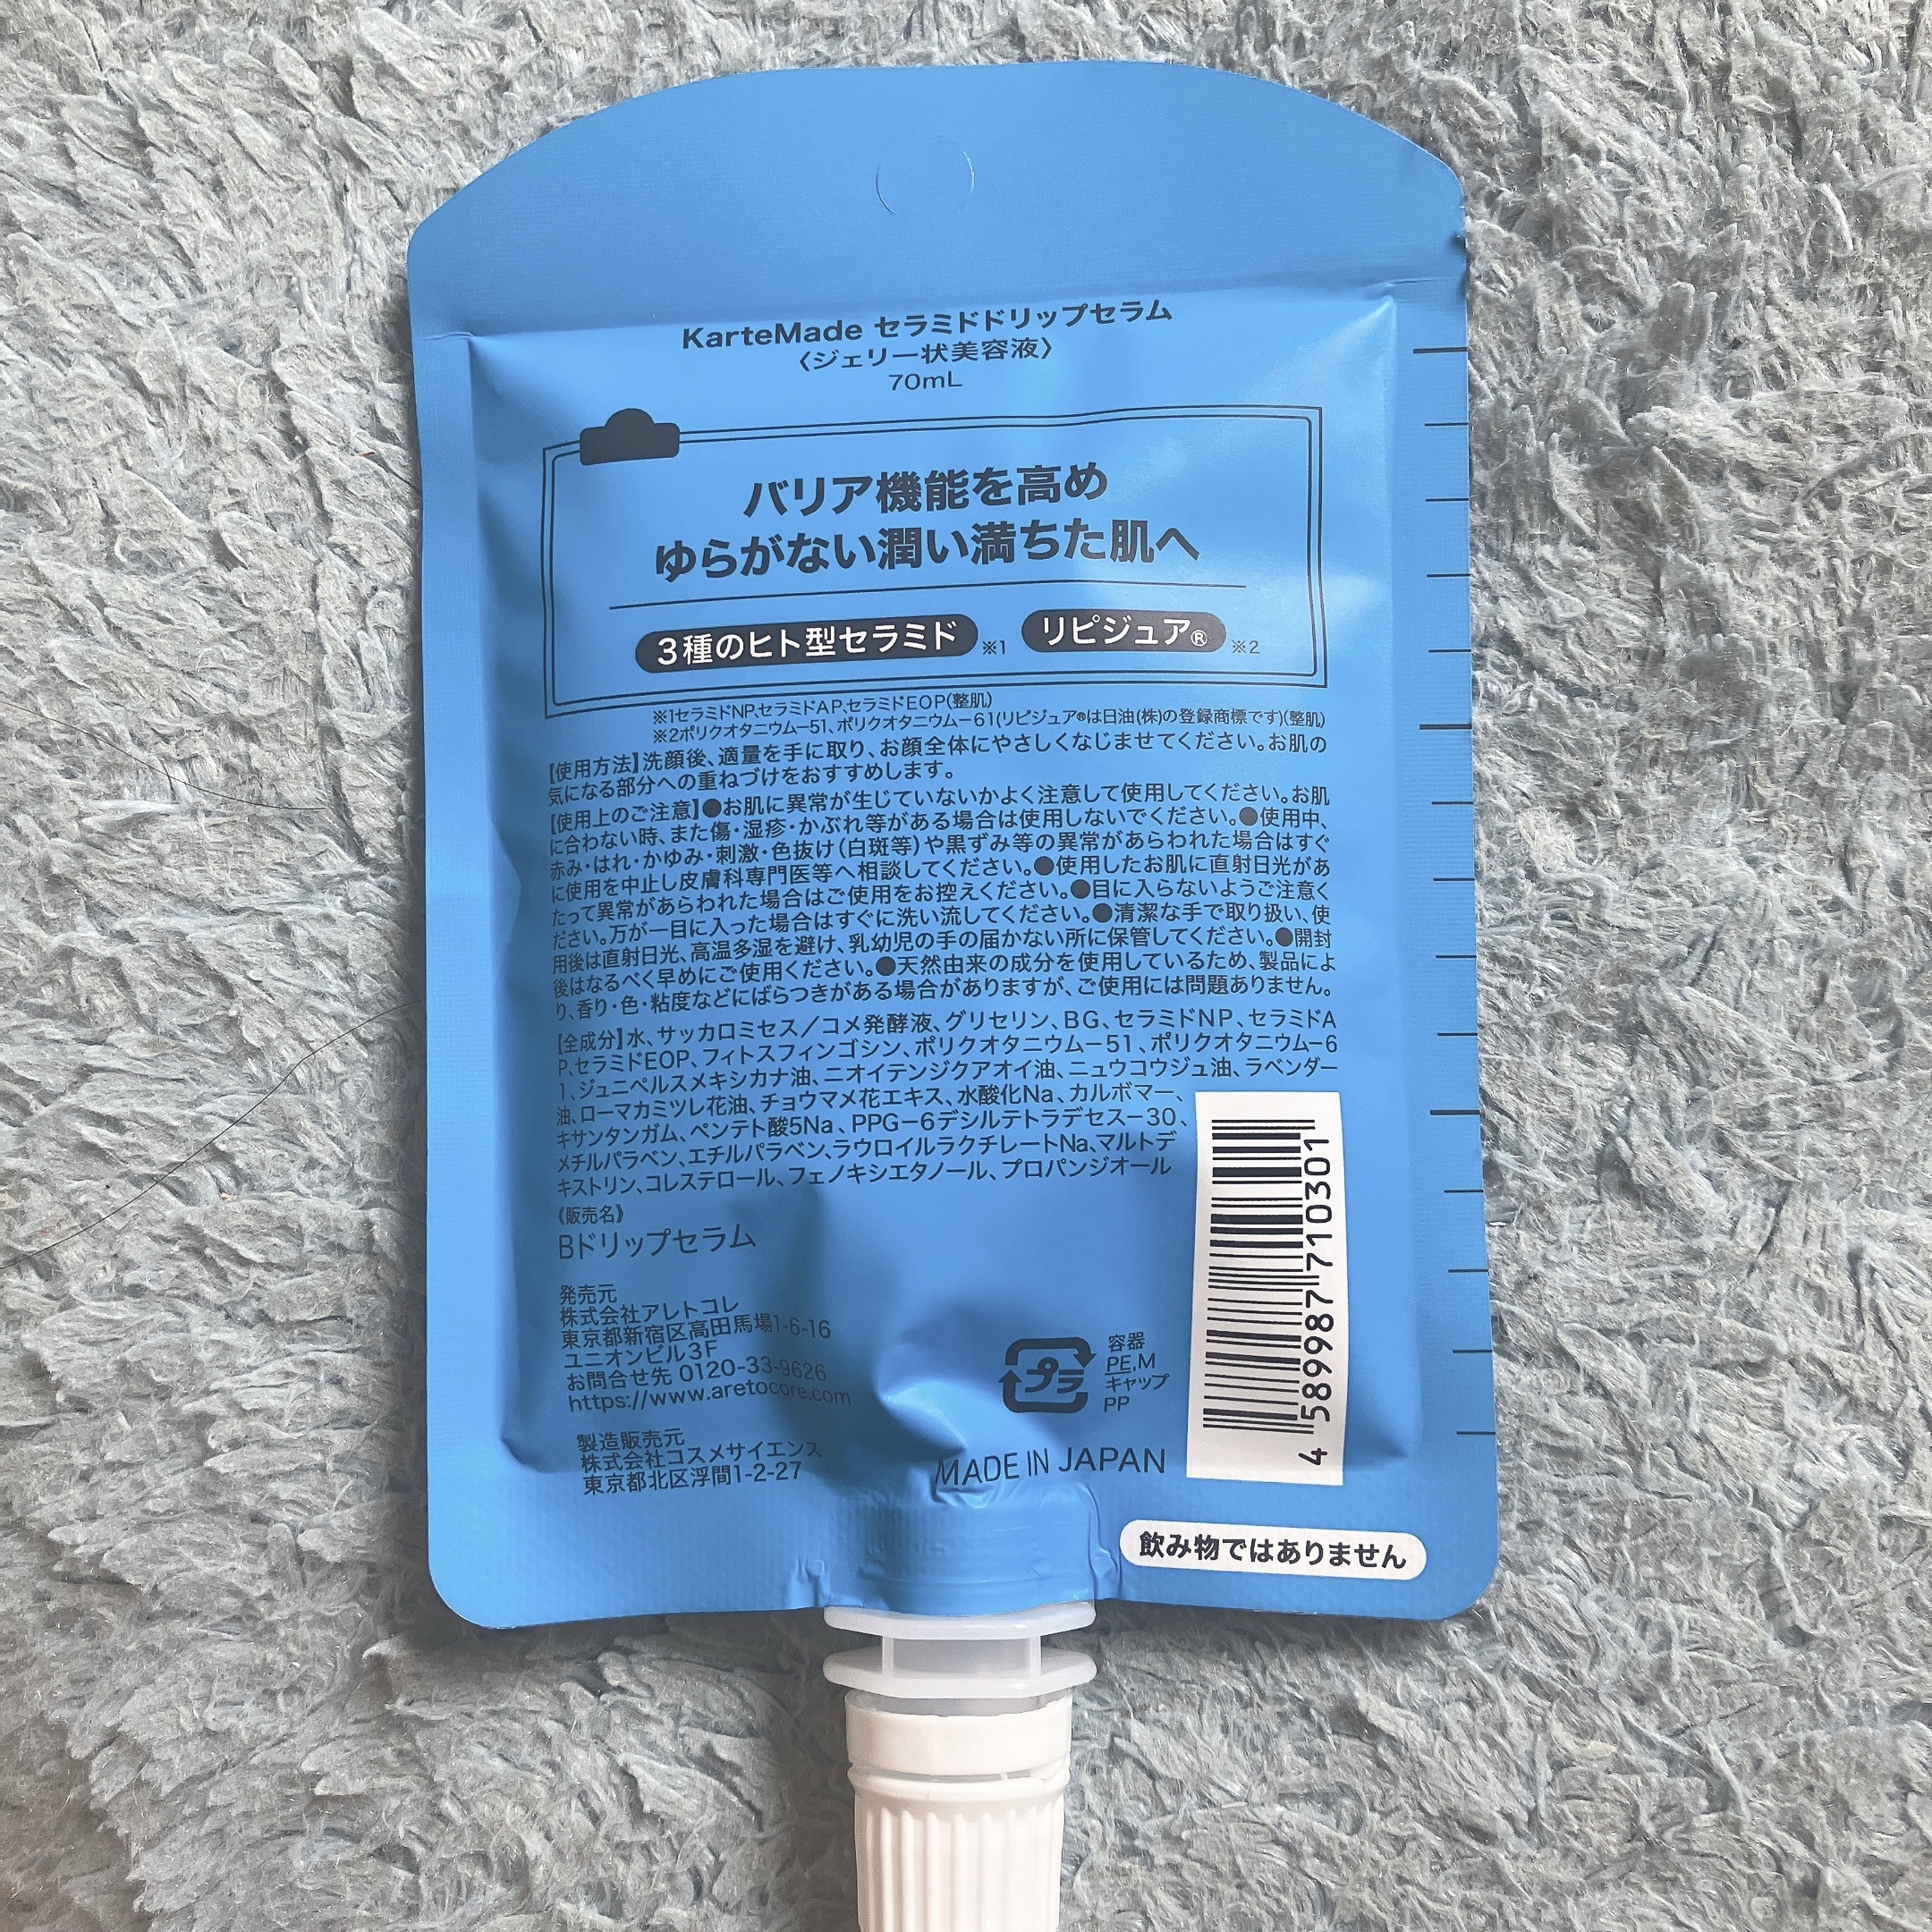 KarteMade セラミドドリップセラム
〈ジェリー状美容液〉
70mL
バリア機能を高め
ゆらがない潤い満ちた肌へ
3種のヒト型セラミド ※1 リピジュア® ※2
※1セラミドNP､セラミドAP､セラミドEOP(整肌)
※2ポリクオタニウムー51､ポリクオタニウムー61(リピジュア®は日油(株)の登録商標です)(整肌)
【使用方法】洗顔後、適量を手に取り、お顔全体にやさしくなじませてください。お肌の
気になる部分への重ねづけをおすすめします。
【使用上のご注意】●お肌に異常が生じていないかよく注意して使用してください。お肌
に合わない時、また傷・湿疹・かぶれ等がある場合は使用しないでください。●使用中、
赤み・はれ・かゆみ・刺激・色抜け(白斑等)や黒ずみ等の異常があらわれた場合はすぐ
に使用を中止し皮膚科専門医等へ相談してください。●使用したお肌に直射日光があ
たって異常があらわれた場合はご使用をお控えください。●目に入らないようご注意く
ださい。万が一目に入った場合はすぐに洗い流してください。●清潔な手で取り扱い、使
用後は直射日光、高温多湿を避け、乳幼児の手の届かない所に保管してください。●開封
後はなるべく早めにご使用ください。●天然由来の成分を使用しているため、製品によ
り、香り・色・粘度などにばらつきがある場合がありますが、ご使用には問題ありません。
【全成分】水、サッカロミセス／コメ発酵液、グリセリン、BG、セラミドNP、セラミドA
P、セラミドEOP、フィトスフィンゴシン、ポリクオタニウムー51、ポリクオタニウムー6
1、ジュニペルスメキシカナ油、ニオイテンジクアオイ油、ニュウコウジュ油、ラベンダー
油、ローマカミツレ花油、チョウマメ花エキス、水酸化Na、カルボマー、
キサンタンガム、ペンテト酸5Na、PPGー6デシルテトラデセスー30、
メチルパラベン、エチルパラベン、ラウロイルラクチレートNa、マルトデ
キストリン、コレステロール、フェノキシエタノール、プロパンジオール
《販売名》
Bドリップセラム
発売元
株式会社アレトコレ
東京都新宿区高田馬場1-6-16
ユニオンビル3F
お問合せ先 0120-33-9626
https://www.aretocore.com
製造販売元
株式会社コスメサイエンス
東京都北区浮間1-2-27
プラ
容器
PE,M
キャップ
PP
MADE IN JAPAN
4 589987 710301
飲み物ではありません